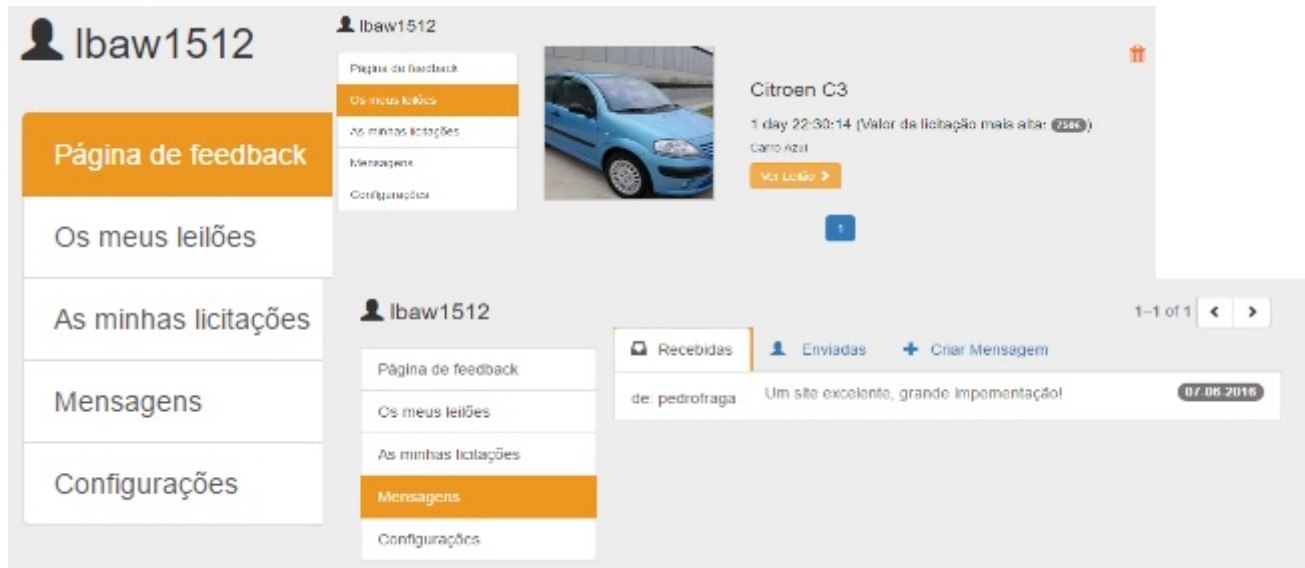 lbaw1512
Página de feedback
Os meus leilões
As minhas licitações
Mensagens
Configurações
lbaw1512
Página de feedback
Os meus leilões
As minhas licitações
Mensagens
Configurações
Citroen C3
1 day 22:30:14 (Valor da licitação mais alta: 750€)
Carro Azul
Ver Leilão
1
lbaw1512
Página de feedback
Os meus leilões
As minhas licitações
Mensagens
Configurações
1–1 of 1
Recebidas Enviadas Criar Mensagem
de: pedrofraga Um site excelente, grande impementação! 07-06-2016